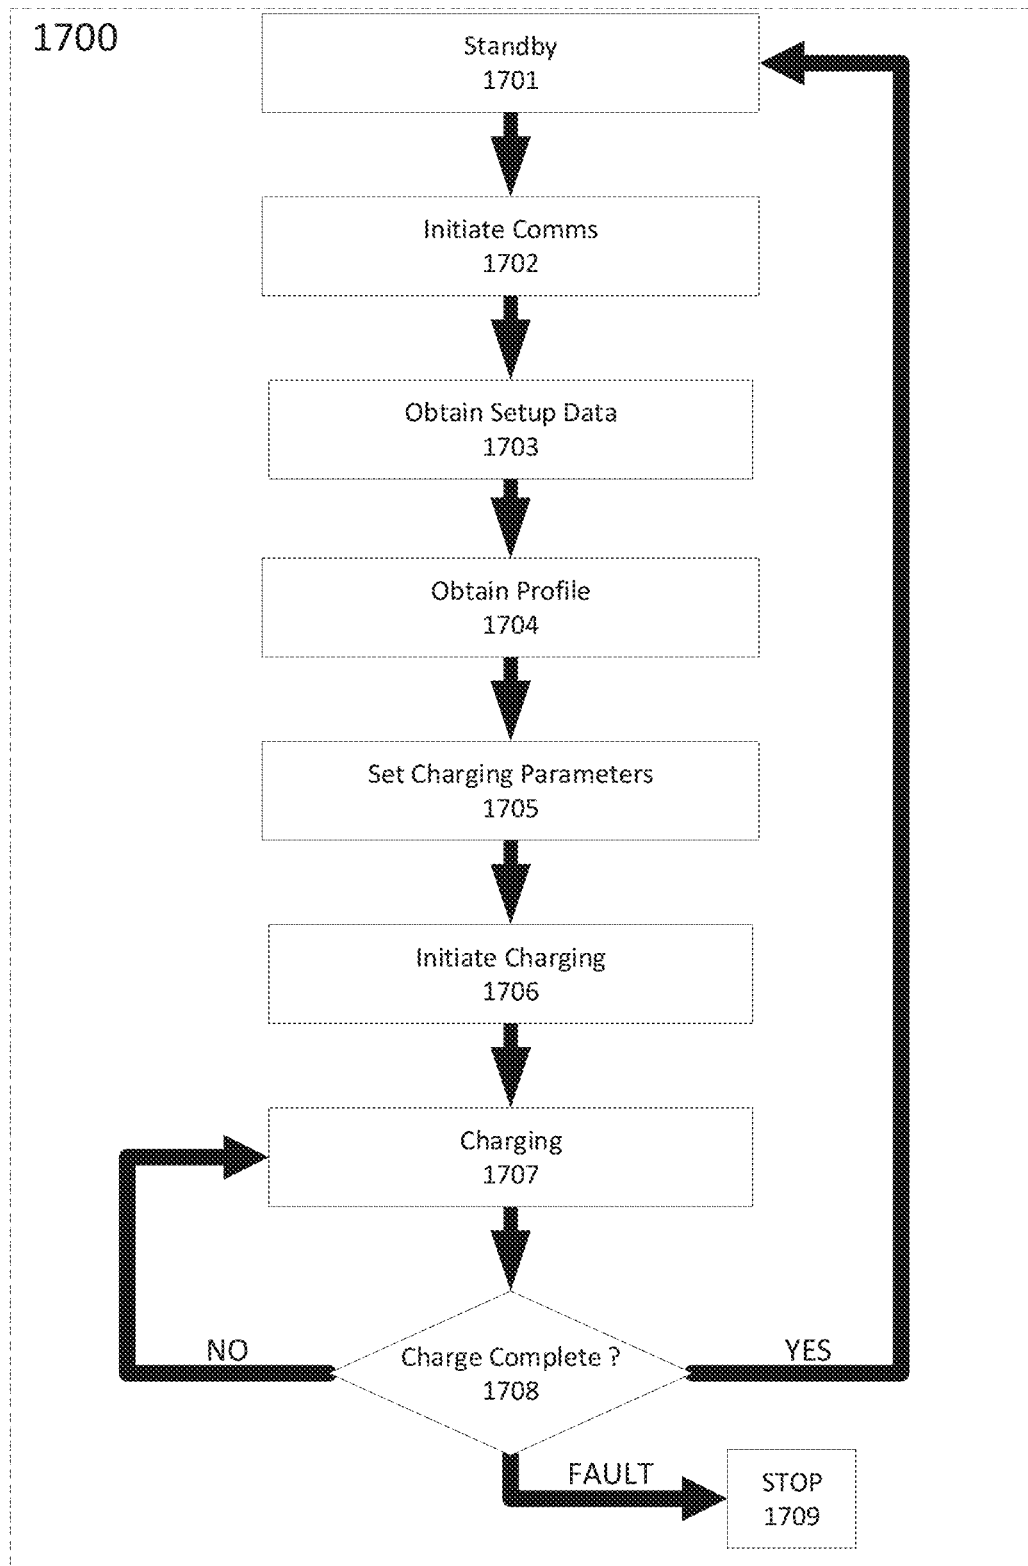 1700
Standby
1701
Initiate Comms
1702
Obtain Setup Data
1703
Obtain Profile
1704
Set Charging Parameters
1705
Initiate Charging
1706
Charging
1707
NO
Charge Complete ?
1708
YES
FAULT
STOP
1709